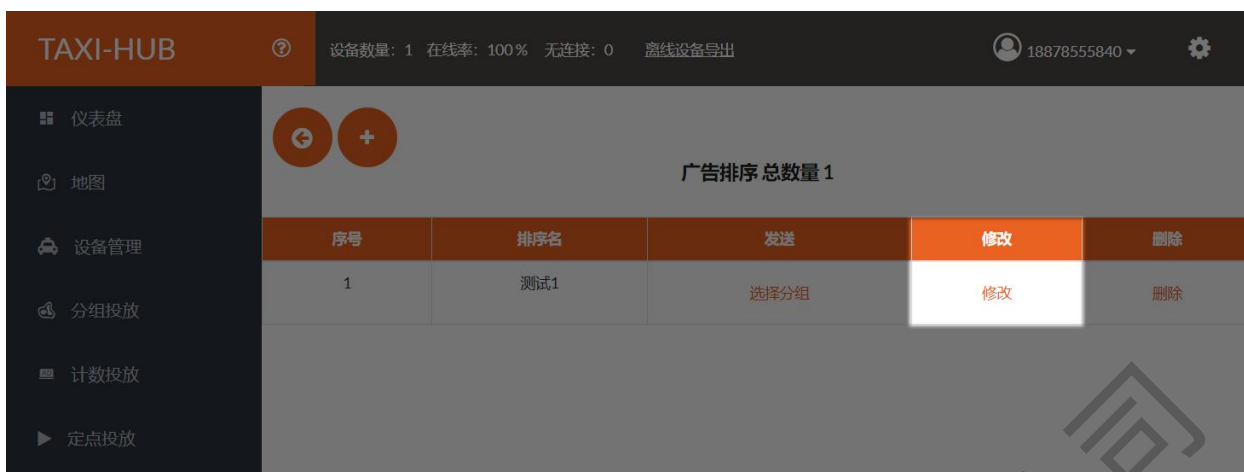 TAXI-HUB
设备数量：1 在线率：100% 无连接：0 离线设备导出
18878555840
仪表盘
地图
设备管理
分组投放
计数投放
定点投放
广告排序 总数量 1
序号 排序名 发送 修改 删除
1 测试1 选择分组 修改 删除
司